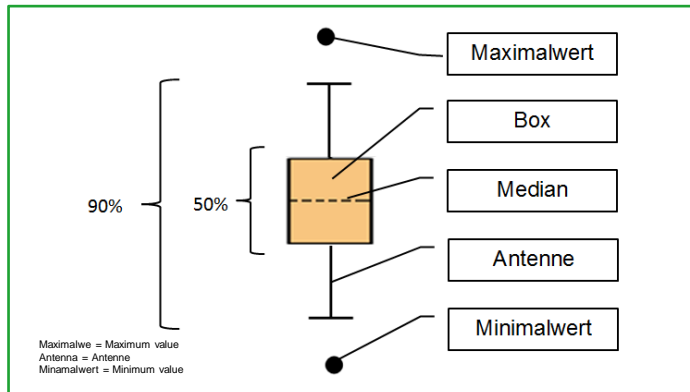 Maximalwert
Box
Median
90%
50%
Antenne
Minimalwert
Maximalwe = Maximum value
Antenna = Antenne
Minamalwert = Minimum value